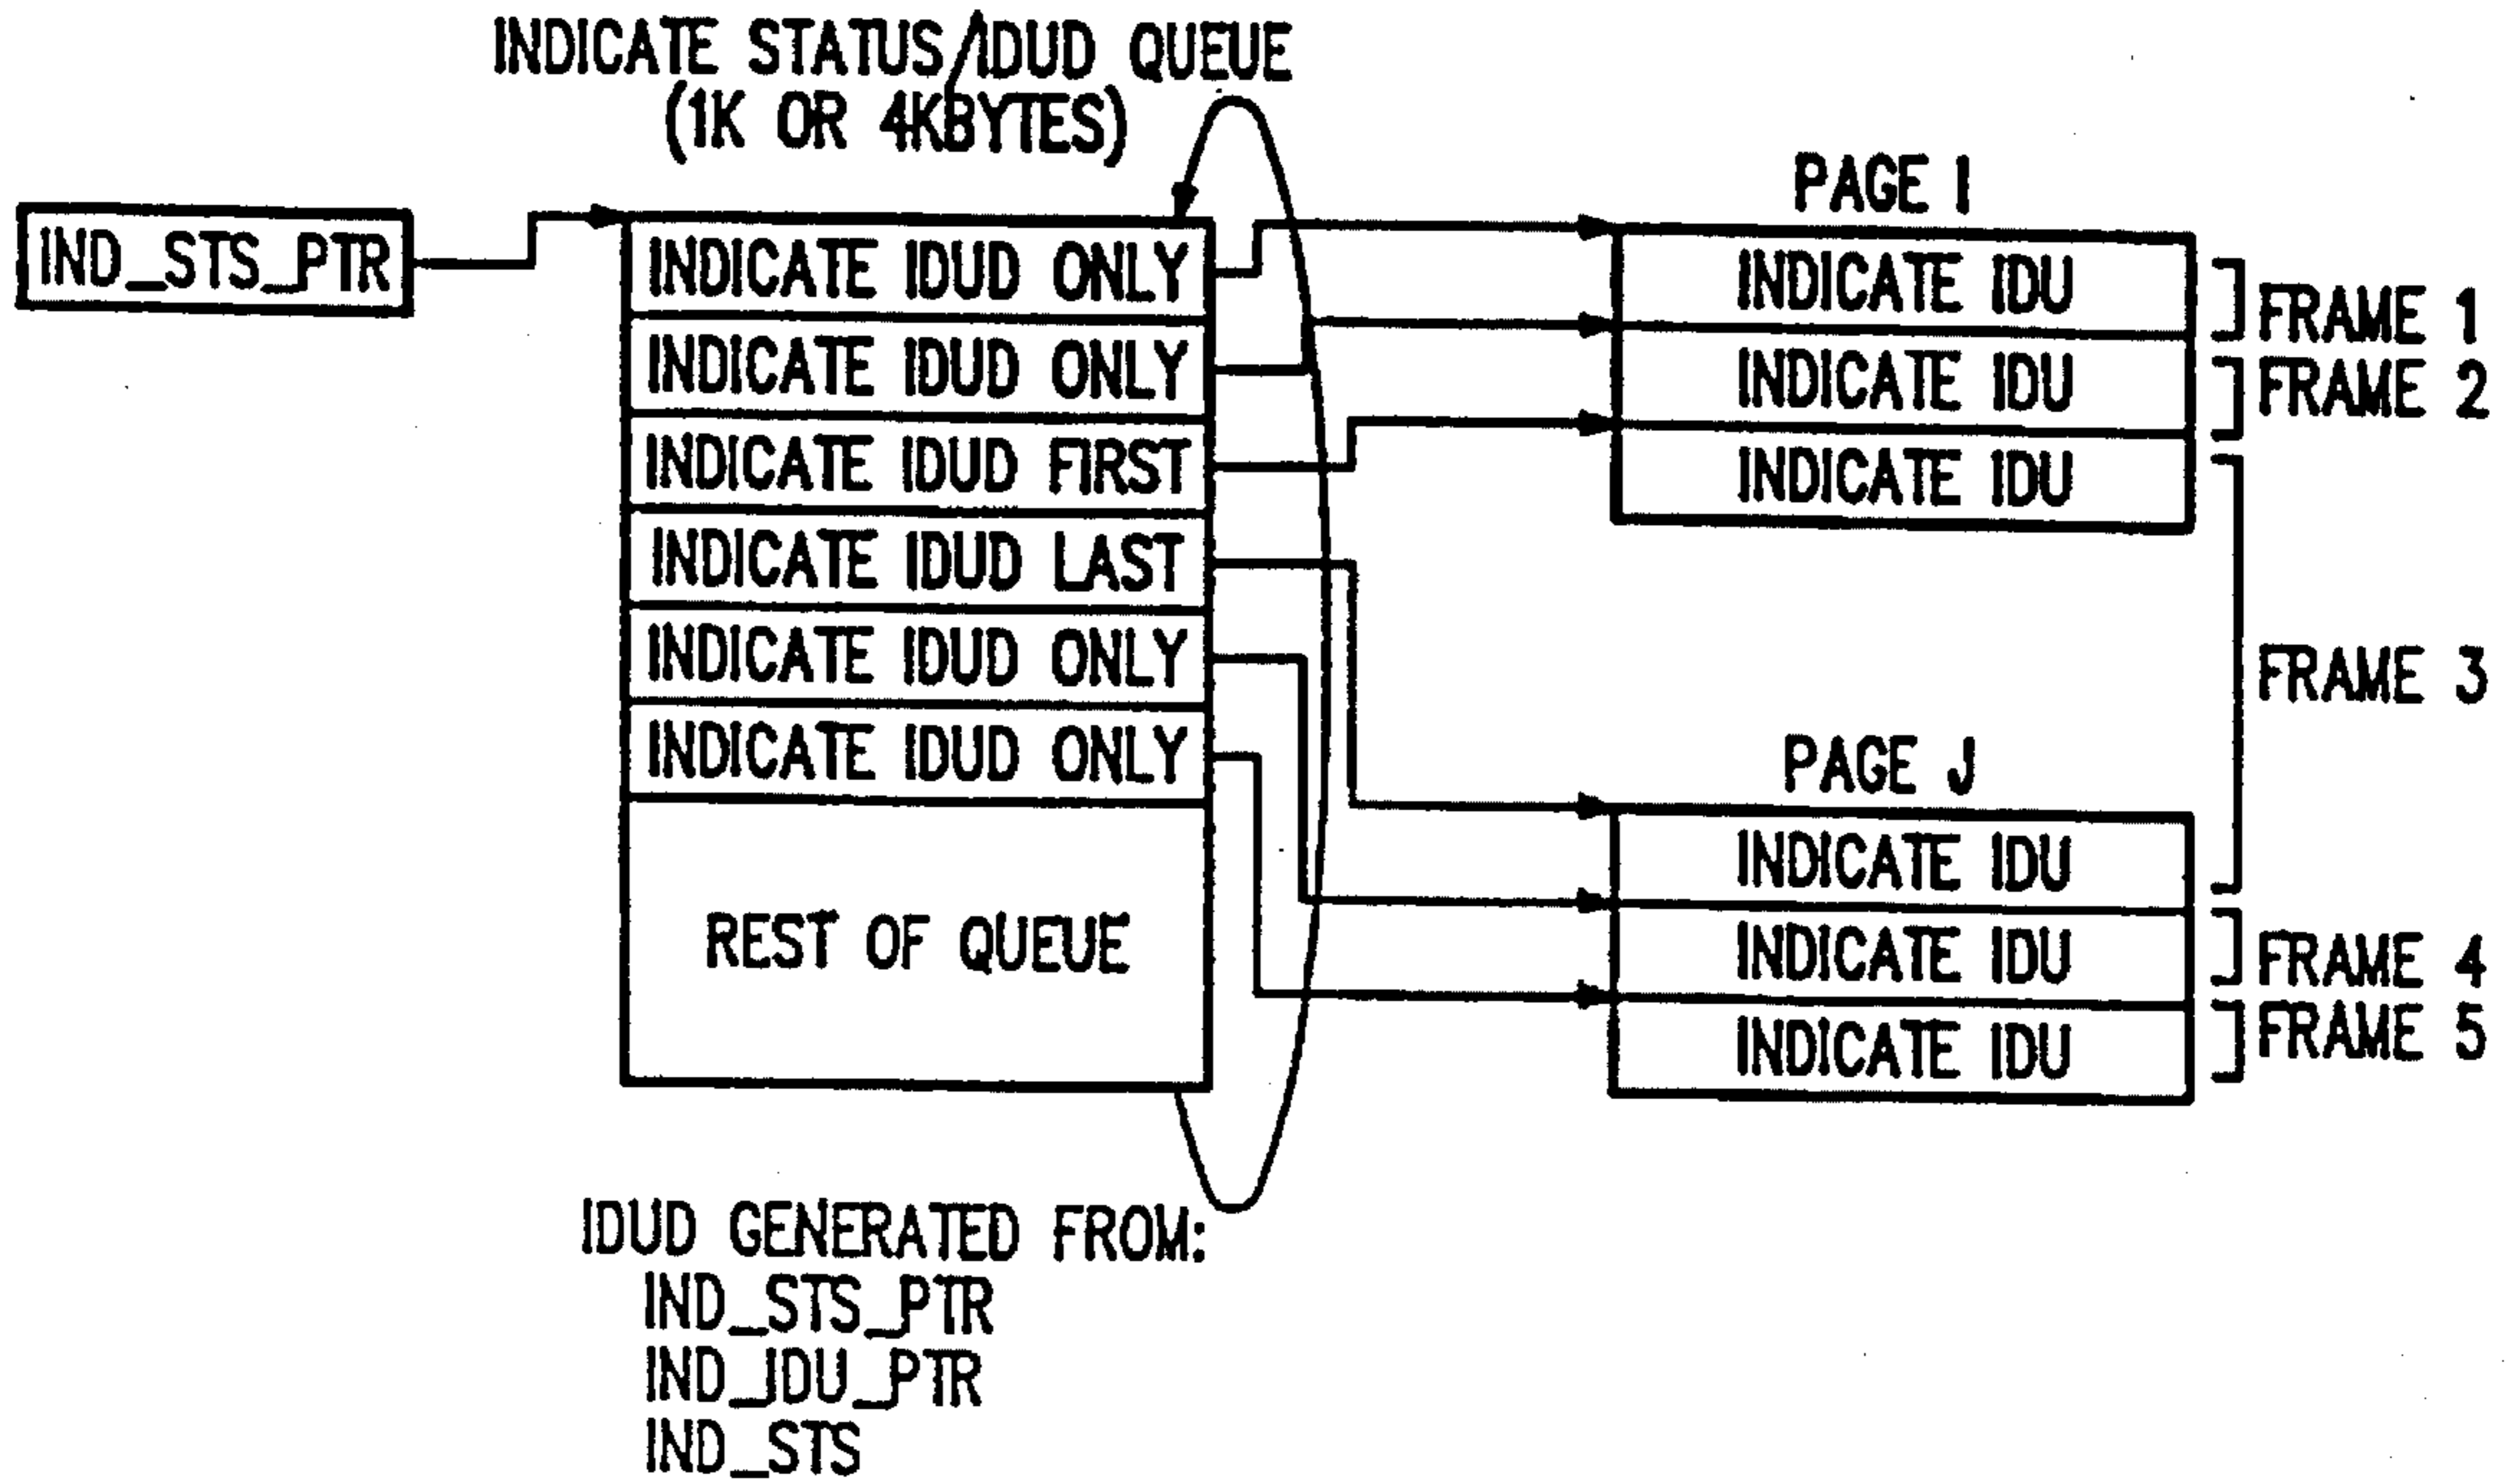 INDICATE STATUS/IDUD QUEUE
(1K OR 4KBYTES)
IND_STS_PTR
INDICATE IDUD ONLY
INDICATE IDUD ONLY
INDICATE IDUD FIRST
INDICATE IDUD LAST
INDICATE IDUD ONLY
INDICATE IDUD ONLY
REST OF QUEUE
PAGE I
INDICATE IDU
INDICATE IDU
INDICATE IDU
FRAME 1
FRAME 2
FRAME 3
PAGE J
INDICATE IDU
INDICATE IDU
INDICATE IDU
FRAME 4
FRAME 5
IDUD GENERATED FROM:
IND_STS_PTR
IND_IDU_PTR
IND_STS